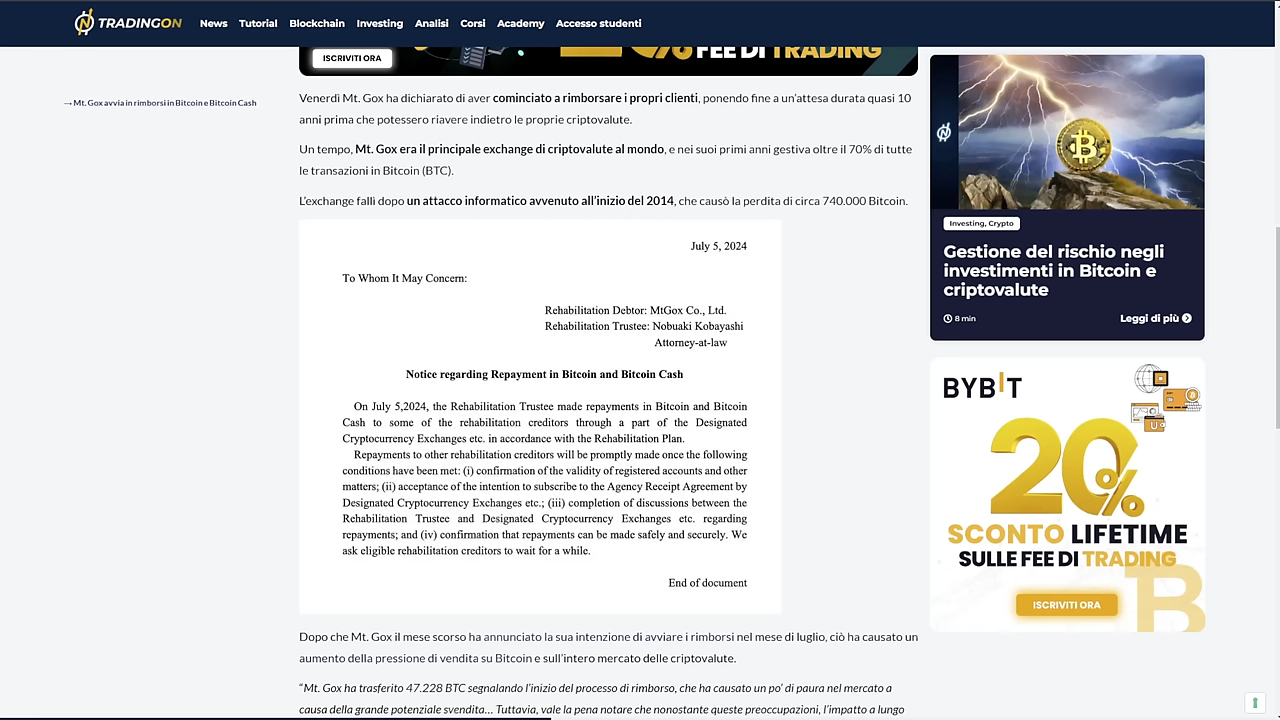 TRADINGON
News Tutorial Blockchain Investing Analisi Corsi Academy Accesso studenti
ISCRIVITI ORA
% FEE DI TRADING
→ Mt. Gox avvia in rimborsi in Bitcoin e Bitcoin Cash
Venerdì Mt. Gox ha dichiarato di aver cominciato a rimborsare i propri clienti, ponendo fine a un’attesa durata quasi 10
anni prima che potessero riavere indietro le proprie criptovalute.
Un tempo, Mt. Gox era il principale exchange di criptovalute al mondo, e nei suoi primi anni gestiva oltre il 70% di tutte
le transazioni in Bitcoin (BTC).
L’exchange fallì dopo un attacco informatico avvenuto all’inizio del 2014, che causò la perdita di circa 740.000 Bitcoin.
July 5, 2024
To Whom It May Concern:
Rehabilitation Debtor: MtGox Co., Ltd.
Rehabilitation Trustee: Nobuaki Kobayashi
Attorney-at-law
Notice regarding Repayment in Bitcoin and Bitcoin Cash
On July 5,2024, the Rehabilitation Trustee made repayments in Bitcoin and Bitcoin
Cash to some of the rehabilitation creditors through a part of the Designated
Cryptocurrency Exchanges etc. in accordance with the Rehabilitation Plan.
Repayments to other rehabilitation creditors will be promptly made once the following
conditions have been met: (i) confirmation of the validity of registered accounts and other
matters; (ii) acceptance of the intention to subscribe to the Agency Receipt Agreement by
Designated Cryptocurrency Exchanges etc.; (iii) completion of discussions between the
Rehabilitation Trustee and Designated Cryptocurrency Exchanges etc. regarding
repayments; and (iv) confirmation that repayments can be made safely and securely. We
ask eligible rehabilitation creditors to wait for a while.
End of document
Dopo che Mt. Gox il mese scorso ha annunciato la sua intenzione di avviare i rimborsi nel mese di luglio, ciò ha causato un
aumento della pressione di vendita su Bitcoin e sull’intero mercato delle criptovalute.
“Mt. Gox ha trasferito 47.228 BTC segnalando l’inizio del processo di rimborso, che ha causato un po’ di paura nel mercato a
causa della grande potenziale svendita… Tuttavia, vale la pena notare che nonostante queste preoccupazioni, l’impatto a lungo
Investing, Crypto
Gestione del rischio negli
investimenti in Bitcoin e
criptovalute
8 min Leggi di più
BYBIT
20%
SCONTO LIFETIME
SULLE FEE DI TRADING
ISCRIVITI ORA